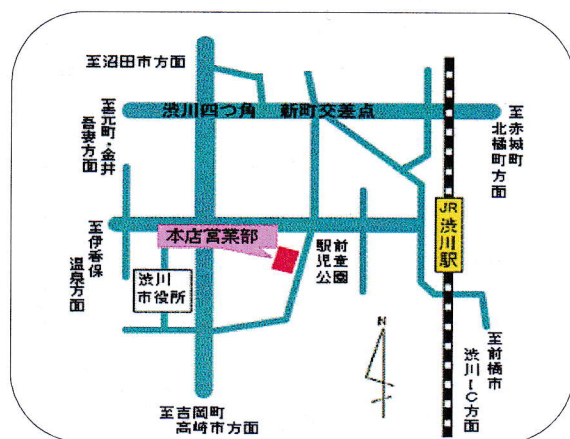 至沼田市方面
渋川四つ角　新町交差点
至吾元町・金井
吾妻方面
至赤城町
北橘町方面
至伊香保
温泉方面
本店営業部
駅前
児童
公園
JR
渋川駅
渋川
市役所
N
至前橋市
渋川IC方面
至吉岡町
高崎市方面